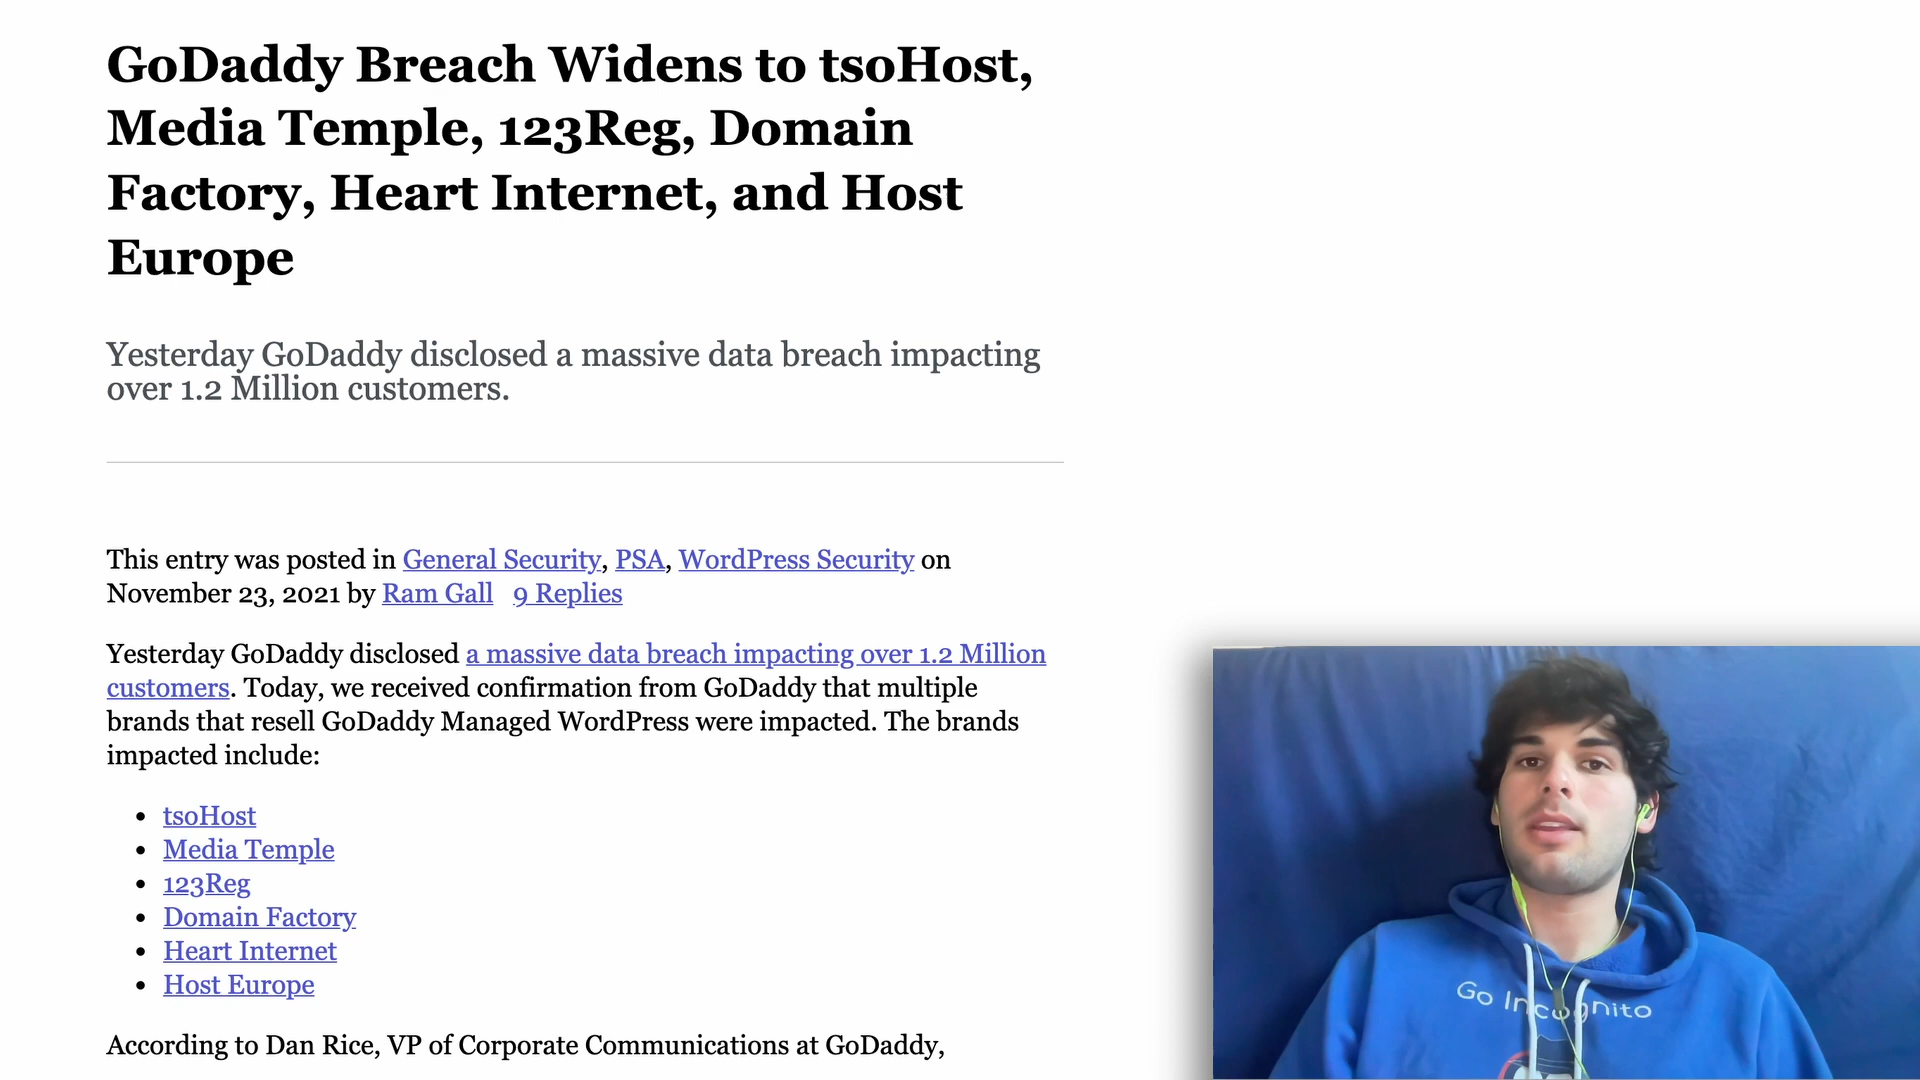 GoDaddy Breach Widens to tsoHost,
Media Temple, 123Reg, Domain
Factory, Heart Internet, and Host
Europe
Yesterday GoDaddy disclosed a massive data breach impacting
over 1.2 Million customers.
This entry was posted in General Security, PSA, WordPress Security on
November 23, 2021 by Ram Gall 9 Replies
Yesterday GoDaddy disclosed a massive data breach impacting over 1.2 Million
customers. Today, we received confirmation from GoDaddy that multiple
brands that resell GoDaddy Managed WordPress were impacted. The brands
impacted include:
• tsoHost
• Media Temple
• 123Reg
• Domain Factory
• Heart Internet
• Host Europe
According to Dan Rice, VP of Corporate Communications at GoDaddy,
Go Incognito